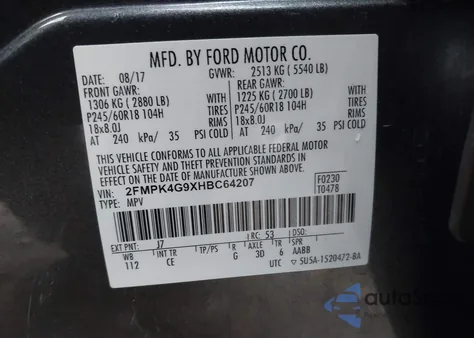 MFD. BY FORD MOTOR CO.
DATE: 08/17 GVWR: 2513 KG ( 5540 LB)
FRONT GAWR: REAR GAWR:
1306 KG ( 2880 LB) WITH 1225 KG ( 2700 LB) WITH
P245/60R18 104H TIRES P245/60R18 104H TIRES
18x8.0J RIMS 18x8.0J RIMS
AT 240 kPa/ 35 PSI COLD AT 240 kPa/ 35 PSI COLD
THIS VEHICLE CONFORMS TO ALL APPLICABLE FEDERAL MOTOR
VEHICLE SAFETY AND THEFT PREVENTION STANDARDS IN
EFFECT ON THE DATE OF MANUFACTURE SHOWN ABOVE.
VIN: 2FMPK4G9XHBC64207 F0230
TYPE: MPV T0478
EXT PNT: J7 RC: 53 DSO:
WB INT TR TP/PS R AXLE TR SPR
112 CE G 3D 6 AABB
UTC 5U5A-1520472-BA